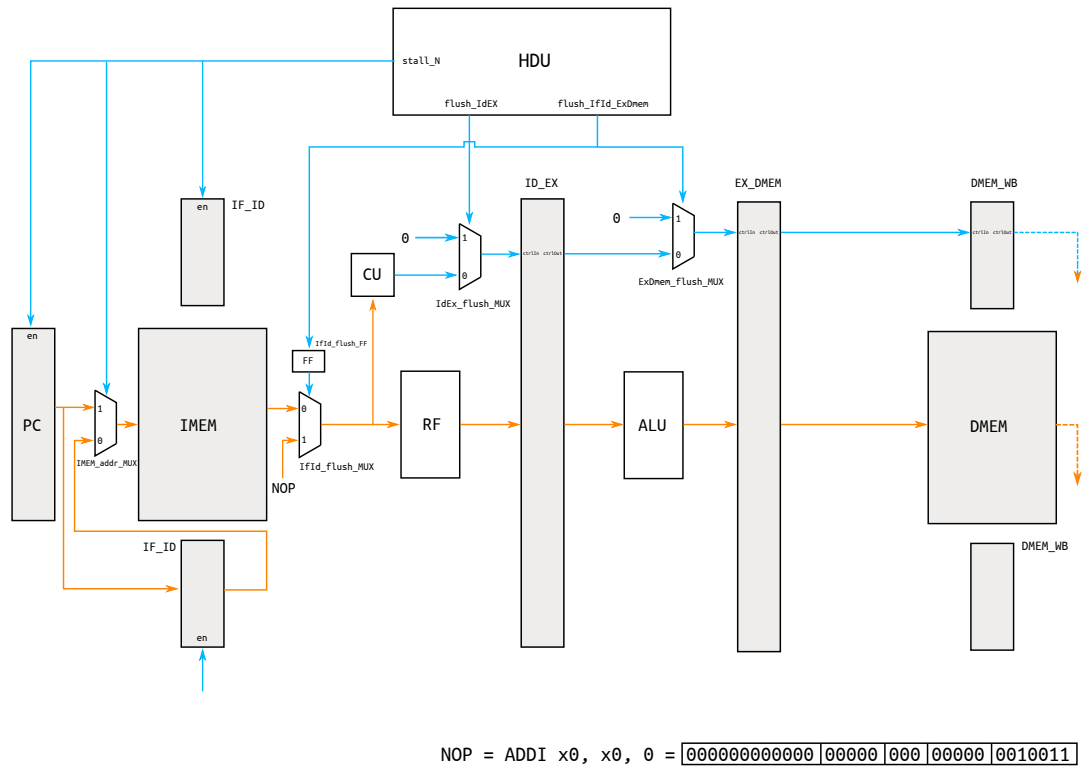 HDU
stall_N
flush_IdEX
flush_IfId_ExDmem
ID_EX
EX_DMEM
DMEM_WB
en
IF_ID
0
1
0
IdEx_flush_MUX
CU
0
1
0
ExDmem_flush_MUX
ctrlIn ctrlOut
ctrlIn ctrlOut
ctrlIn ctrlOut
en
PC
1
0
IMEM_addr_MUX
IMEM
IfId_flush_FF
FF
0
1
IfId_flush_MUX
NOP
RF
ALU
DMEM
IF_ID
en
DMEM_WB
NOP = ADDI x0, x0, 0 = 000000000000 00000 000 00000 0010011